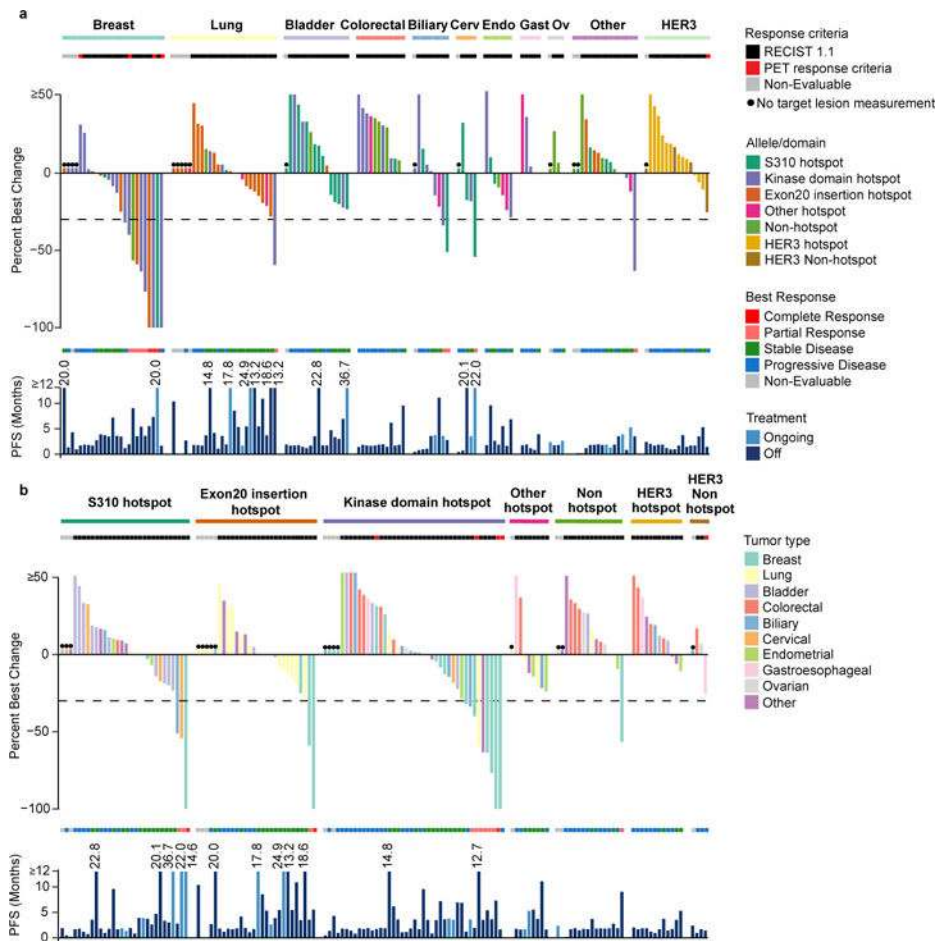 a
Breast Lung Bladder Colorectal Biliary Cerv Endo Gast Ov Other HER3
≥50
0
−50
−100
Percent Best Change
20.0 20.0 14.8 17.8 24.9 13.2 18.6 13.2 22.8 36.7 20.1 22.0
≥12
10
5
0
PFS (Months)
Response criteria
RECIST 1.1
PET response criteria
Non-Evaluable
No target lesion measurement
Allele/domain
S310 hotspot
Kinase domain hotspot
Exon20 insertion hotspot
Other hotspot
Non-hotspot
HER3 hotspot
HER3 Non-hotspot
Best Response
Complete Response
Partial Response
Stable Disease
Progressive Disease
Non-Evaluable
Treatment
Ongoing
Off
b
S310 hotspot Exon20 insertion hotspot Kinase domain hotspot Other hotspot Non hotspot HER3 hotspot HER3 Non hotspot
≥50
0
−50
−100
Percent Best Change
22.8 20.1 36.7 22.0 14.6 20.0 17.8 24.9 13.2 18.6 14.8 12.7
≥12
10
5
0
PFS (Months)
Tumor type
Breast
Lung
Bladder
Colorectal
Biliary
Cervical
Endometrial
Gastroesophageal
Ovarian
Other